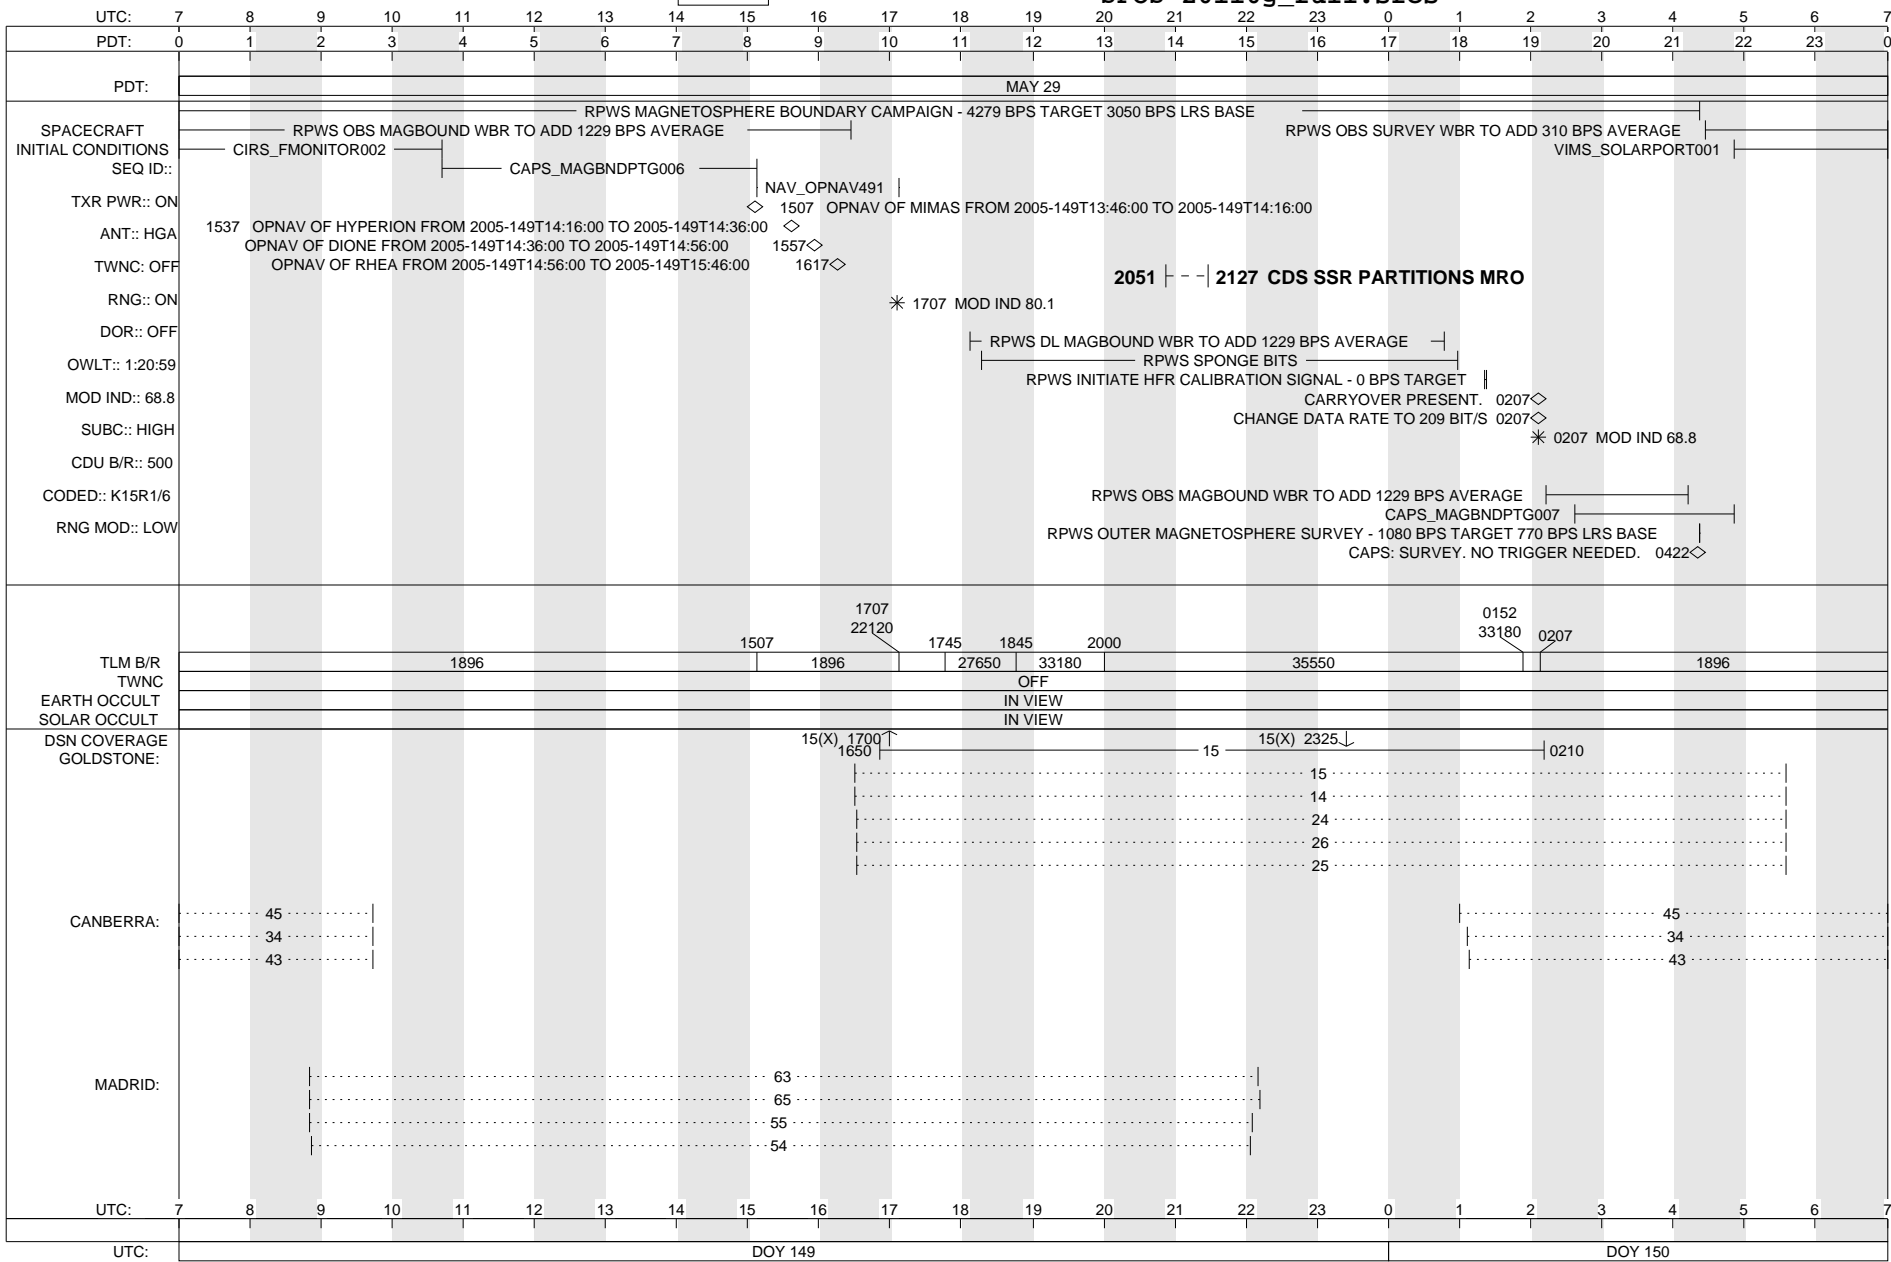 UTC: 7 8 9 10 11 12 13 14 15 16 17 18 19 20 21 22 23 0 1 2 3 4 5 6 7
PDT: 0 1 2 3 4 5 6 7 8 9 10 11 12 13 14 15 16 17 18 19 20 21 22 23 0
PDT: MAY 29
RPWS MAGNETOSPHERE BOUNDARY CAMPAIGN - 4279 BPS TARGET 3050 BPS LRS BASE
SPACECRAFT RPWS OBS MAGBOUND WBR TO ADD 1229 BPS AVERAGE RPWS OBS SURVEY WBR TO ADD 310 BPS AVERAGE
INITIAL CONDITIONS CIRS_FMONITOR002 VIMS_SOLARPORT001
SEQ ID:: CAPS_MAGBNDPTG006
NAV_OPNAV491
TXR PWR:: ON 1507 OPNAV OF MIMAS FROM 2005-149T13:46:00 TO 2005-149T14:16:00
1537 OPNAV OF HYPERION FROM 2005-149T14:16:00 TO 2005-149T14:36:00
ANT:: HGA
OPNAV OF DIONE FROM 2005-149T14:36:00 TO 2005-149T14:56:00 1557
TWNC: OFF OPNAV OF RHEA FROM 2005-149T14:56:00 TO 2005-149T15:46:00 1617
2051 2127 CDS SSR PARTITIONS MRO
RNG:: ON 1707 MOD IND 80.1
DOR:: OFF
RPWS DL MAGBOUND WBR TO ADD 1229 BPS AVERAGE
OWLT:: 1:20:59 RPWS SPONGE BITS
RPWS INITIATE HFR CALIBRATION SIGNAL - 0 BPS TARGET
MOD IND:: 68.8 CARRYOVER PRESENT. 0207
CHANGE DATA RATE TO 209 BIT/S 0207
SUBC:: HIGH 0207 MOD IND 68.8
CDU B/R:: 500
CODED:: K15R1/6 RPWS OBS MAGBOUND WBR TO ADD 1229 BPS AVERAGE
CAPS_MAGBNDPTG007
RNG MOD:: LOW RPWS OUTER MAGNETOSPHERE SURVEY - 1080 BPS TARGET 770 BPS LRS BASE
CAPS: SURVEY. NO TRIGGER NEEDED. 0422
1707 0152
22120 33180
1507 1745 1845 2000 0207
TLM B/R 1896 1896 27650 33180 35550 1896
TWNC OFF
EARTH OCCULT IN VIEW
SOLAR OCCULT IN VIEW
DSN COVERAGE 15(X) 1700 15(X) 2325
GOLDSTONE: 1650 15 0210
15
14
24
26
25
CANBERRA: 45 45
34 34
43 43
MADRID: 63
65
55
54
UTC: 7 8 9 10 11 12 13 14 15 16 17 18 19 20 21 22 23 0 1 2 3 4 5 6 7
UTC: DOY 149 DOY 150